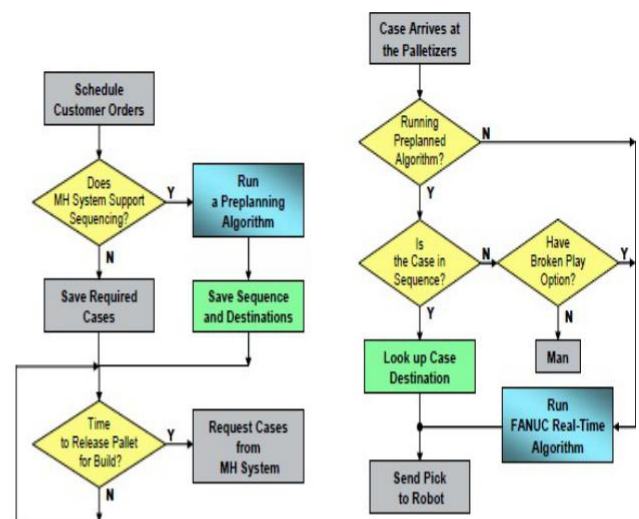 Schedule
Customer Orders
Does
MH System Support
Sequencing?
Y
N
Run
a Preplanning
Algorithm
Save Required
Cases
Save Sequence
and Destinations
Time
to Release Pallet
for Build?
Y
N
Request Cases
from
MH System
Case Arrives at
the Palletizers
Running
Preplanned
Algorithm?
N
Y
Is
the Case in
Sequence?
N
Y
Have
Broken Play
Option?
Y
N
Look up Case
Destination
Man
Run
FANUC Real-Time
Algorithm
Send Pick
to Robot